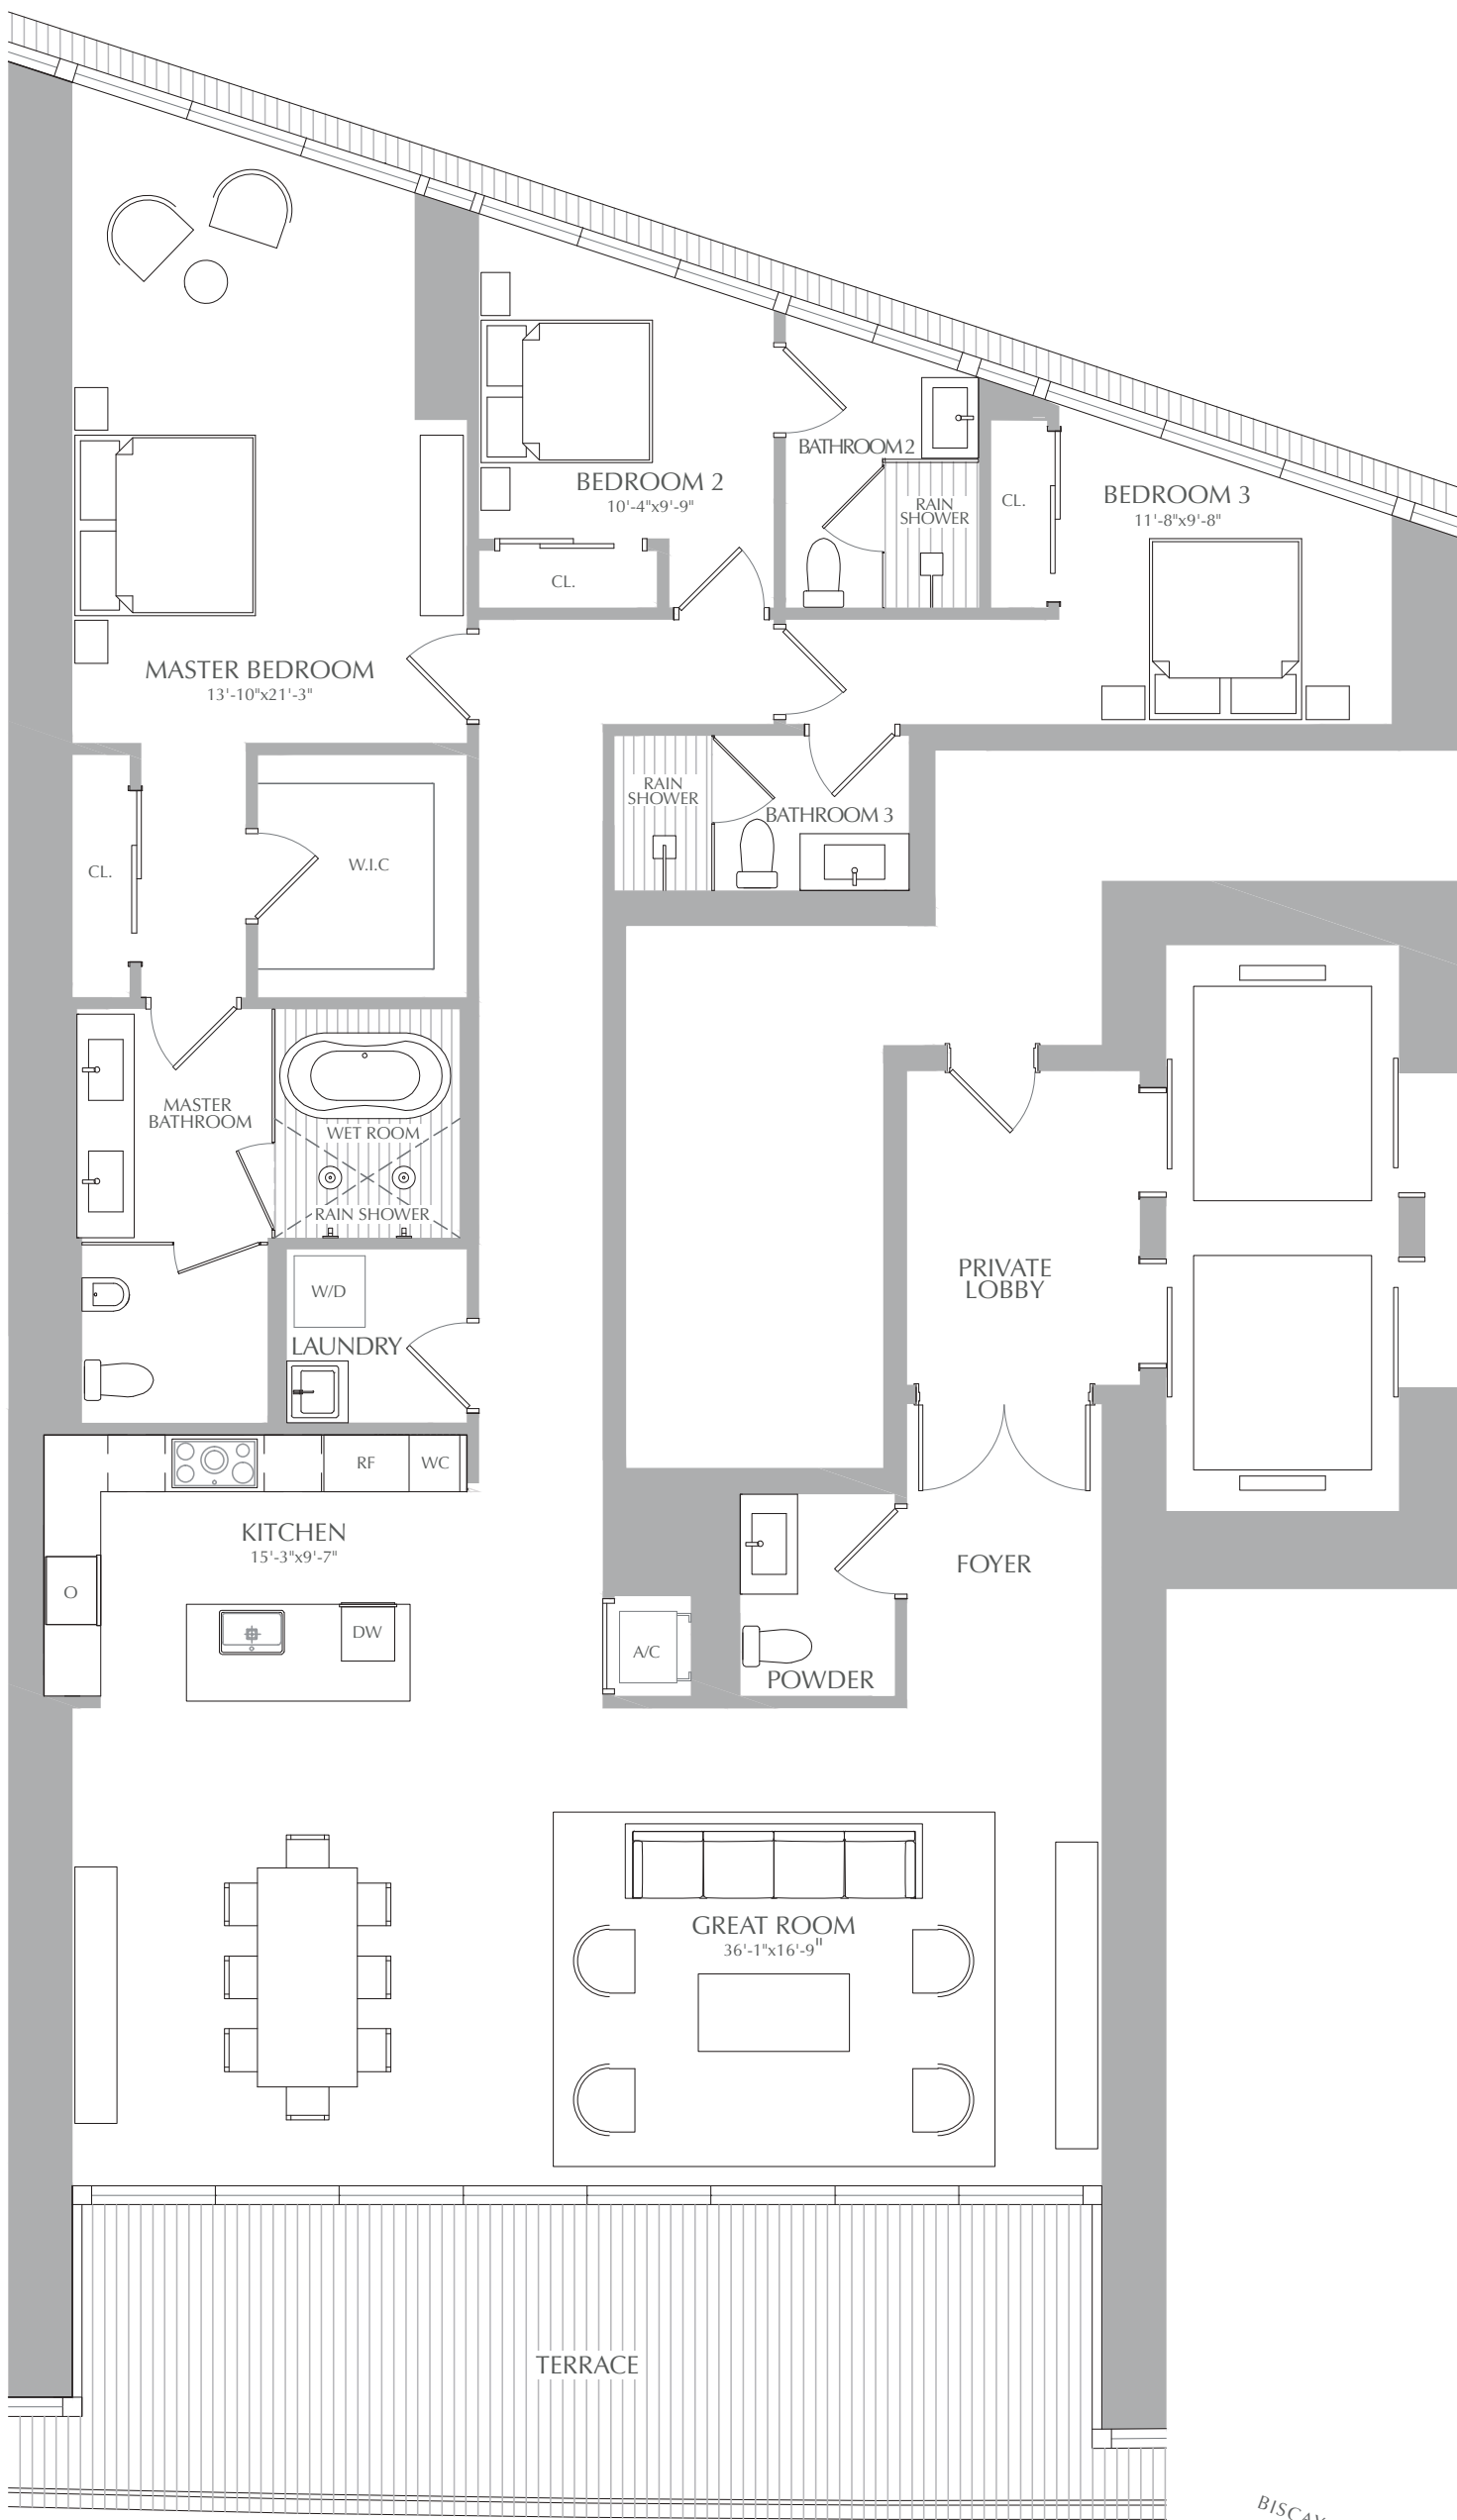 BATHROOM 2
BEDROOM 2
10'-4"x9'-9"
BEDROOM 3
11'-8"x9'-8"
CL.
RAIN
SHOWER
CL.
MASTER BEDROOM
13'-10"x21'-3"
RAIN
SHOWER
BATHROOM 3
CL.
W.I.C
MASTER
BATHROOM
WET ROOM
RAIN SHOWER
PRIVATE
LOBBY
W/D
LAUNDRY
RF
WC
KITCHEN
15'-3"x9'-7"
FOYER
O
DW
A/C
POWDER
GREAT ROOM
36'-1"x16'-9"
TERRACE